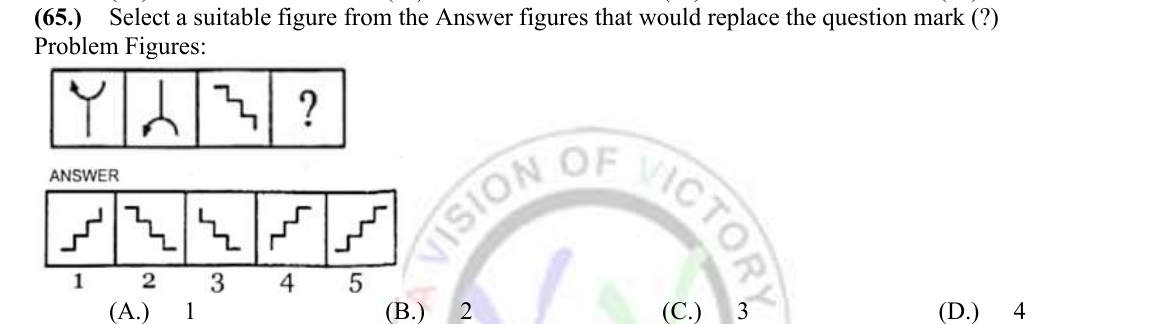 (65.) Select a suitable figure from the Answer figures that would replace the question mark (?)
Problem Figures:
?
ANSWER
1 2 3 4 5
A VISION OF VICTORY
(A.) 1 (B.) 2 (C.) 3 (D.) 4